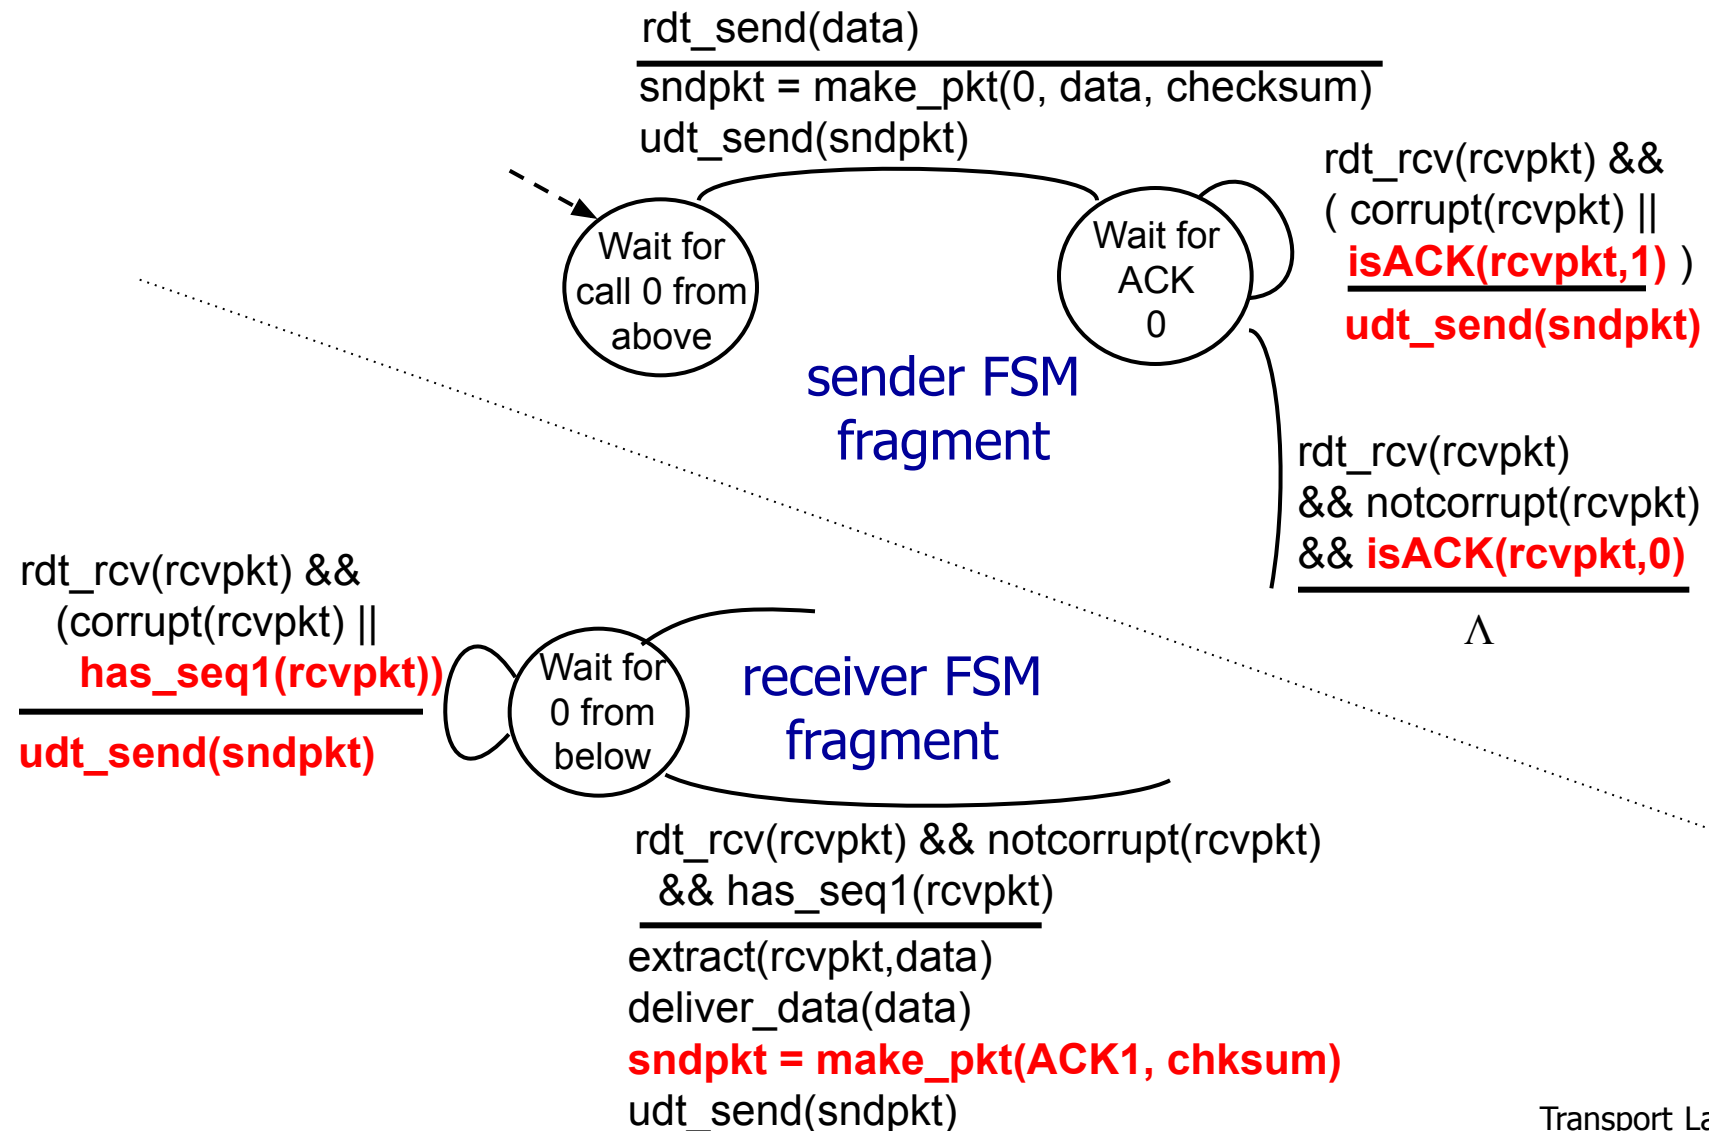 rdt_send(data)
sndpkt = make_pkt(0, data, checksum)
udt_send(sndpkt)
rdt_rcv(rcvpkt) &&
( corrupt(rcvpkt) ||
isACK(rcvpkt,1) )
udt_send(sndpkt)
Wait for
call 0 from
above
Wait for
ACK
0
sender FSM
fragment
rdt_rcv(rcvpkt)
&& notcorrupt(rcvpkt)
&& isACK(rcvpkt,0)
Λ
rdt_rcv(rcvpkt) &&
(corrupt(rcvpkt) ||
has_seq1(rcvpkt))
udt_send(sndpkt)
Wait for
0 from
below
receiver FSM
fragment
rdt_rcv(rcvpkt) && notcorrupt(rcvpkt)
&& has_seq1(rcvpkt)
extract(rcvpkt,data)
deliver_data(data)
sndpkt = make_pkt(ACK1, chksum)
udt_send(sndpkt)
Transport La